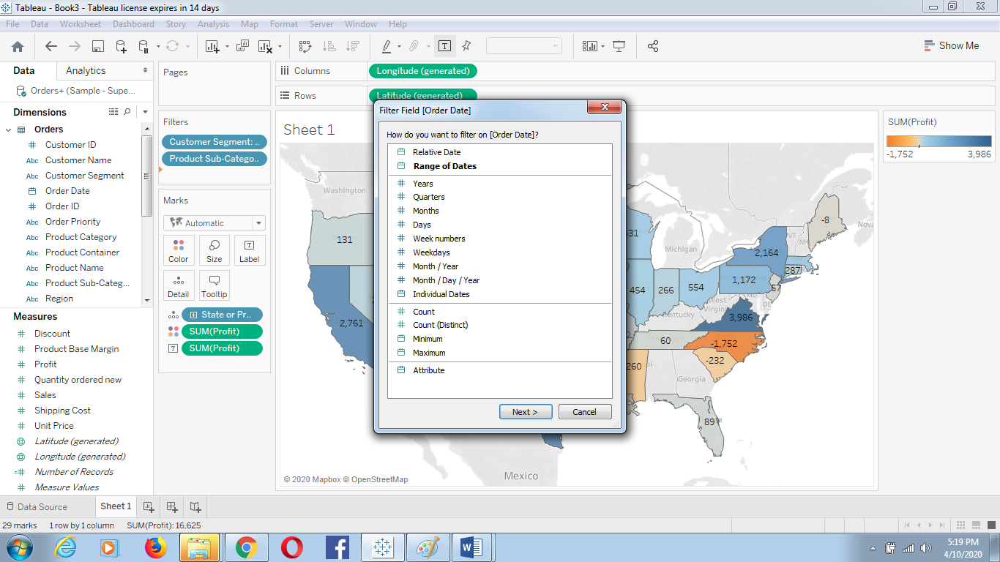 Tableau - Book3 - Tableau license expires in 14 days
File Data Worksheet Dashboard Story Analysis Map Format Server Window Help
Show Me
Data Analytics
Orders+ (Sample - Supe...
Dimensions
Orders
Customer ID
Abc Customer Name
Abc Customer Segment
Order Date
Order ID
Abc Order Priority
Abc Product Category
Abc Product Container
Abc Product Name
Abc Product Sub-Categ...
Abc Region
Measures
Discount
Product Base Margin
Profit
Quantity ordered new
Sales
Shipping Cost
Unit Price
Latitude (generated)
Longitude (generated)
Number of Records
Measure Values
Pages
Filters
Customer Segment: ..
Product Sub-Catego..
Marks
Automatic
Color Size Label
Detail Tooltip
State or Pr..
SUM(Profit)
SUM(Profit)
Columns Longitude (generated)
Rows Latitude (generated)
Sheet 1
Filter Field [Order Date]
How do you want to filter on [Order Date]?
Relative Date
Range of Dates
Years
Quarters
Months
Days
Week numbers
Weekdays
Month / Year
Month / Day / Year
Individual Dates
Count
Count (Distinct)
Minimum
Maximum
Attribute
Next > Cancel
Washington
131
2,761
Michigan
VT
NH
-8
Nova
2,164
287
454
266
554
1,172
57
MD
DE
West
Virginia
3,986
Kentucky
60
-1,752
260
-232
Georgia
89
Mexico
© 2020 Mapbox © OpenStreetMap
SUM(Profit)
-1,752 3,986
Data Source Sheet 1
29 marks 1 row by 1 column SUM(Profit): 16,625
5:19 PM
4/10/2020